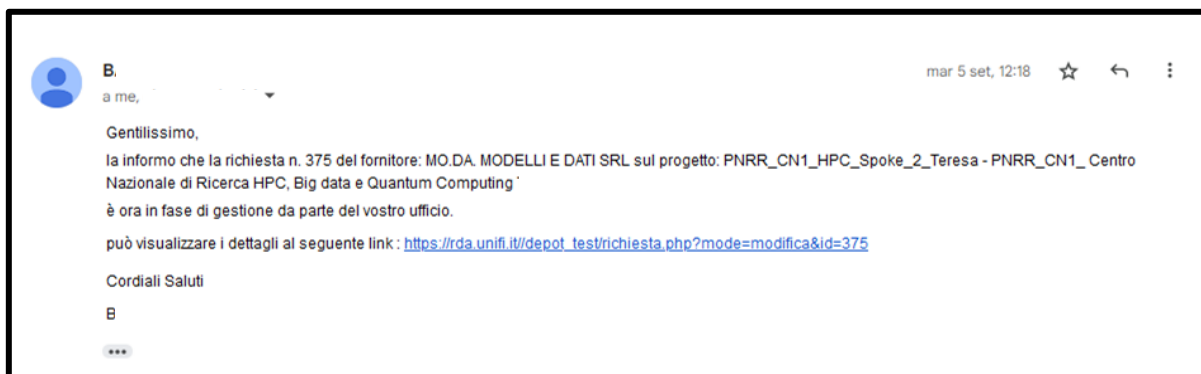 B.
mar 5 set, 12:18
a me,
Gentilissimo,
la informo che la richiesta n. 375 del fornitore: MO.DA. MODELLI E DATI SRL sul progetto: PNRR_CN1_HPC_Spoke_2_Teresa - PNRR_CN1_ Centro
Nazionale di Ricerca HPC, Big data e Quantum Computing
è ora in fase di gestione da parte del vostro ufficio.
può visualizzare i dettagli al seguente link : https://rda.unifi.it//depot_test/richiesta.php?mode=modifica&id=375
Cordiali Saluti
B